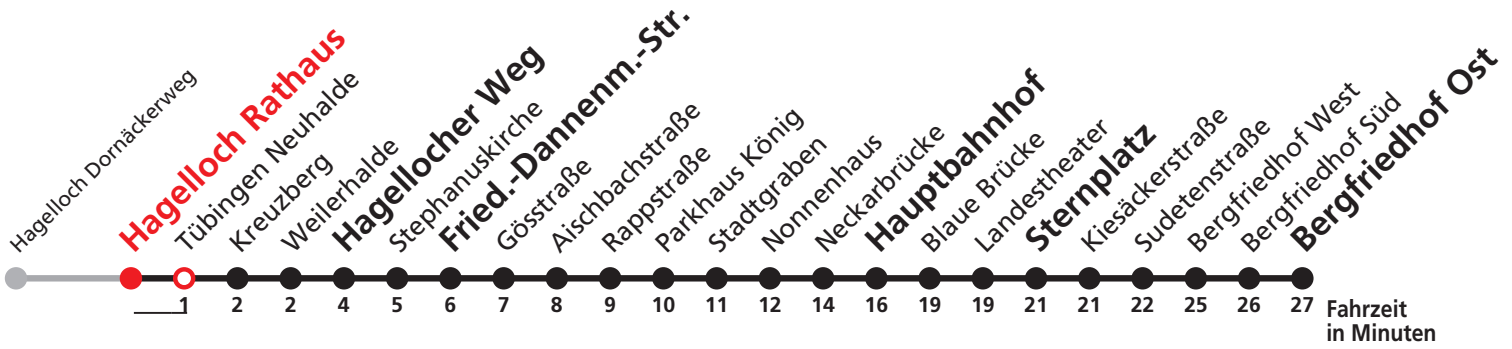 Hagelloch Dornäckerweg
Hagelloch Rathaus
Tübingen Neuhalde
Kreuzberg
Weilerhalde
Hagellocher Weg
Stephanuskirche
Fried.-Dannenm.-Str.
Gösstraße
Aischbachstraße
Rappstraße
Parkhaus König
Stadtgraben
Nonnenhaus
Neckarbrücke
Hauptbahnhof
Blaue Brücke
Landestheater
Sternplatz
Kiesäckerstraße
Sudetenstraße
Bergfriedhof West
Bergfriedhof Süd
Bergfriedhof Ost
1 2 2 4 5 6 7 8 9 10 11 12 14 16 19 19 21 21 22 25 26 27
Fahrzeit
in Minuten